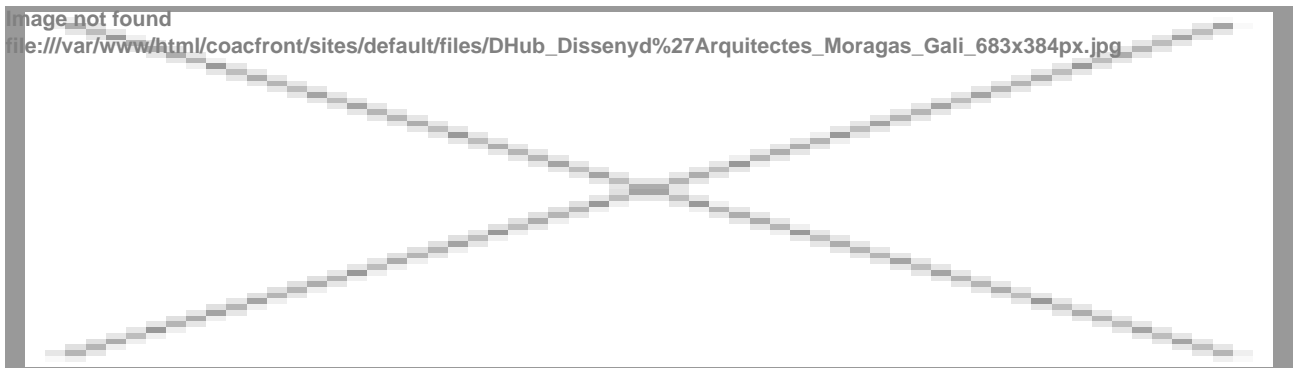 Image not found
file:///var/www/html/coacfront/sites/default/files/DHub_Dissenyd%27Arquitectes_Moragas_Gali_683x384px.jpg